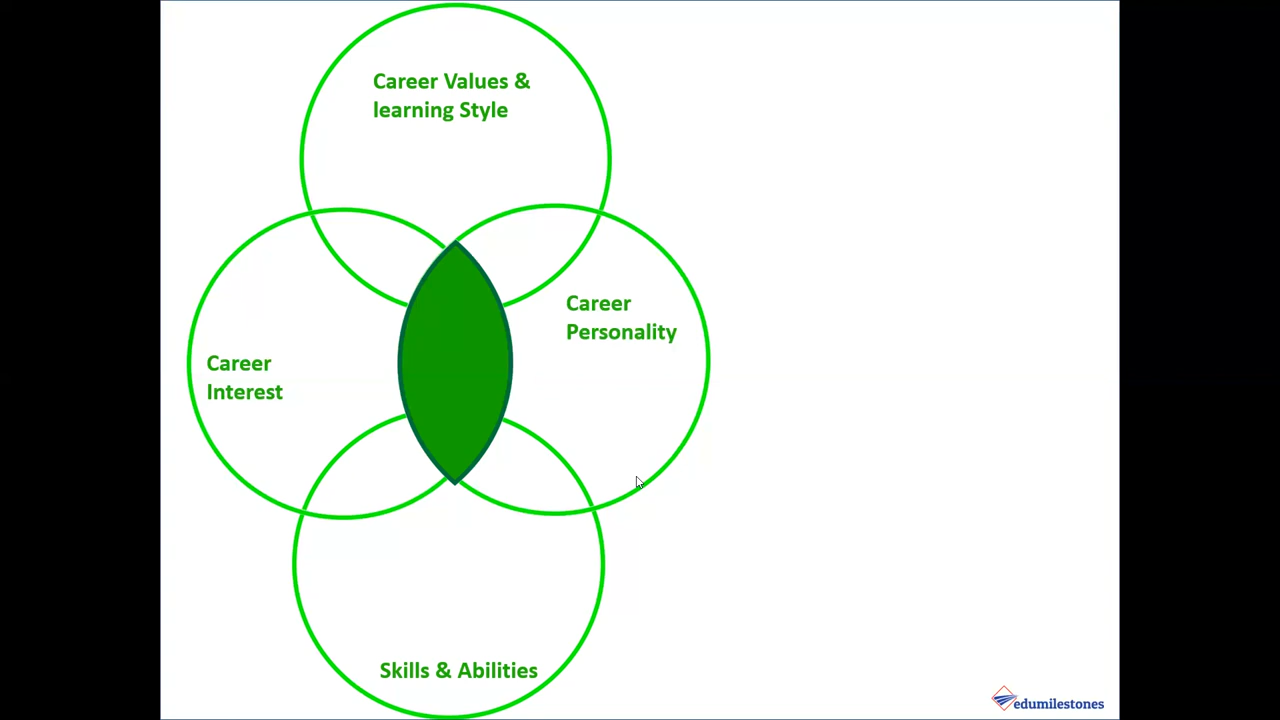 Career Values &
learning Style
Career
Personality
Career
Interest
Skills & Abilities
edumilestones